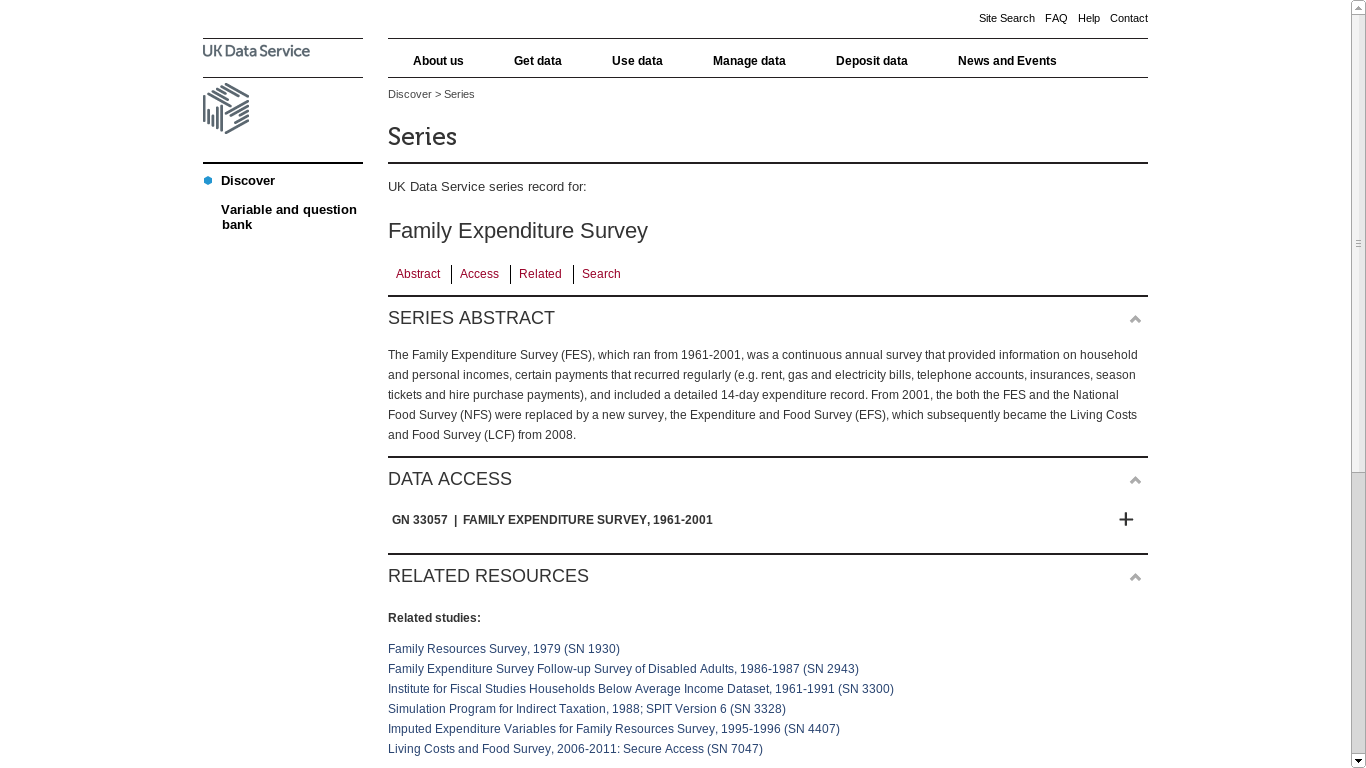 Site Search FAQ Help Contact
UK Data Service
About us Get data Use data Manage data Deposit data News and Events
Discover > Series
Series
Discover
Variable and question
bank
UK Data Service series record for:
Family Expenditure Survey
Abstract Access Related Search
SERIES ABSTRACT
The Family Expenditure Survey (FES), which ran from 1961-2001, was a continuous annual survey that provided information on household
and personal incomes, certain payments that recurred regularly (e.g. rent, gas and electricity bills, telephone accounts, insurances, season
tickets and hire purchase payments), and included a detailed 14-day expenditure record. From 2001, the both the FES and the National
Food Survey (NFS) were replaced by a new survey, the Expenditure and Food Survey (EFS), which subsequently became the Living Costs
and Food Survey (LCF) from 2008.
DATA ACCESS
GN 33057 | FAMILY EXPENDITURE SURVEY, 1961-2001
RELATED RESOURCES
Related studies:
Family Resources Survey, 1979 (SN 1930)
Family Expenditure Survey Follow-up Survey of Disabled Adults, 1986-1987 (SN 2943)
Institute for Fiscal Studies Households Below Average Income Dataset, 1961-1991 (SN 3300)
Simulation Program for Indirect Taxation, 1988; SPIT Version 6 (SN 3328)
Imputed Expenditure Variables for Family Resources Survey, 1995-1996 (SN 4407)
Living Costs and Food Survey, 2006-2011: Secure Access (SN 7047)